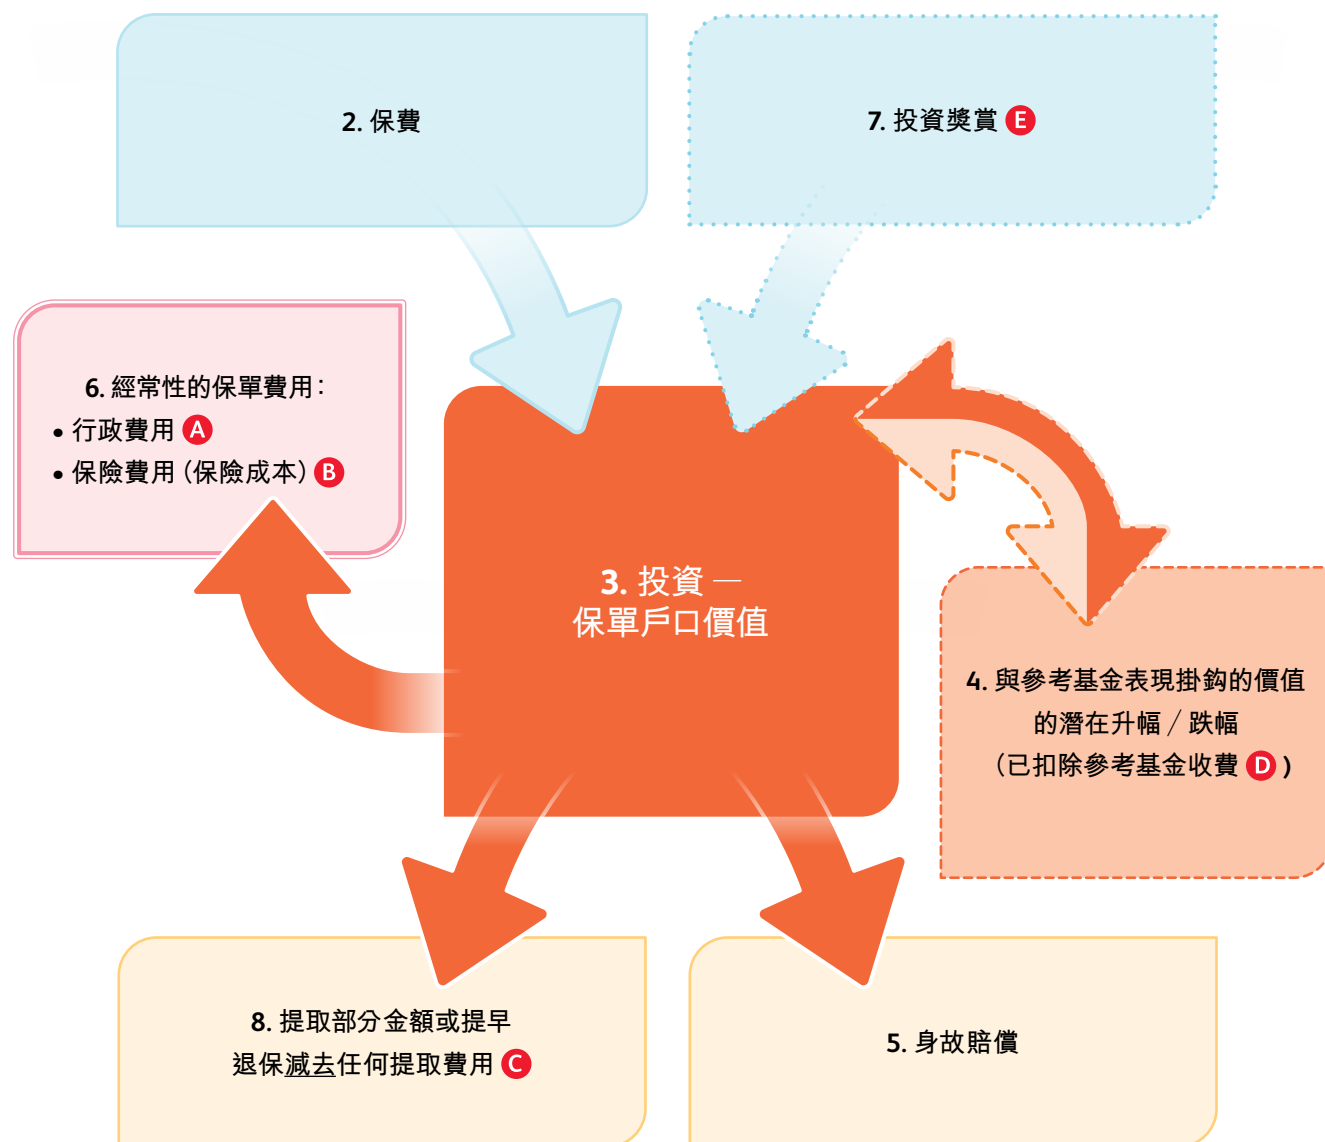 2. 保費
7. 投資獎賞 E
6. 經常性的保單費用：
• 行政費用 A
• 保險費用（保險成本）B
3. 投資 —
保單戶口價值
4. 與參考基金表現掛鈎的價值
的潛在升幅／跌幅
（已扣除參考基金收費 D )
8. 提取部分金額或提早
退保減去任何提取費用 C
5. 身故賠償